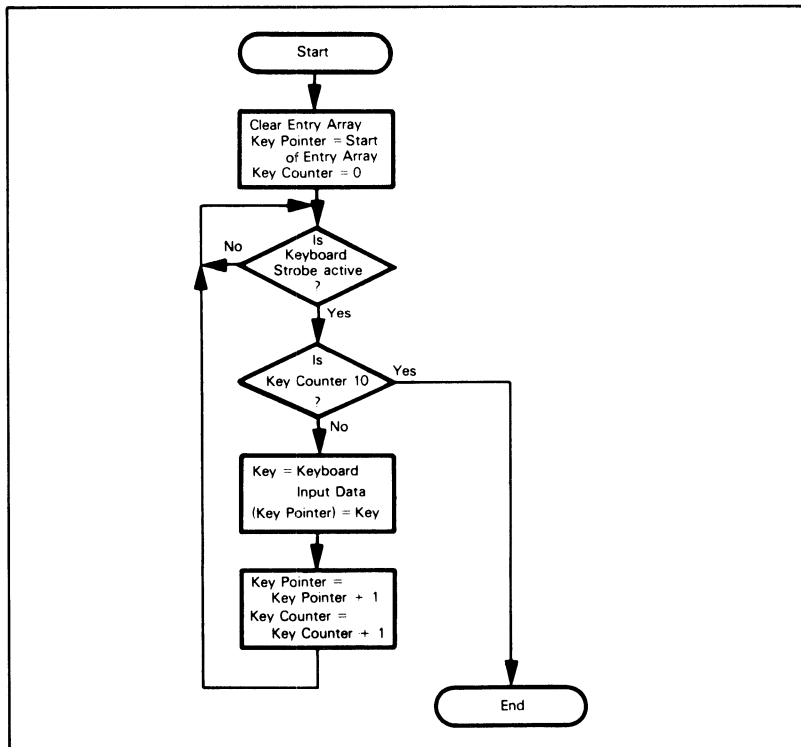 Start
Clear Entry Array
Key Pointer = Start
of Entry Array
Key Counter = 0
Is
Keyboard
Strobe active
?
No
Yes
Is
Key Counter 10
?
Yes
No
Key = Keyboard
Input Data
(Key Pointer) = Key
Key Pointer =
Key Pointer + 1
Key Counter =
Key Counter + 1
End